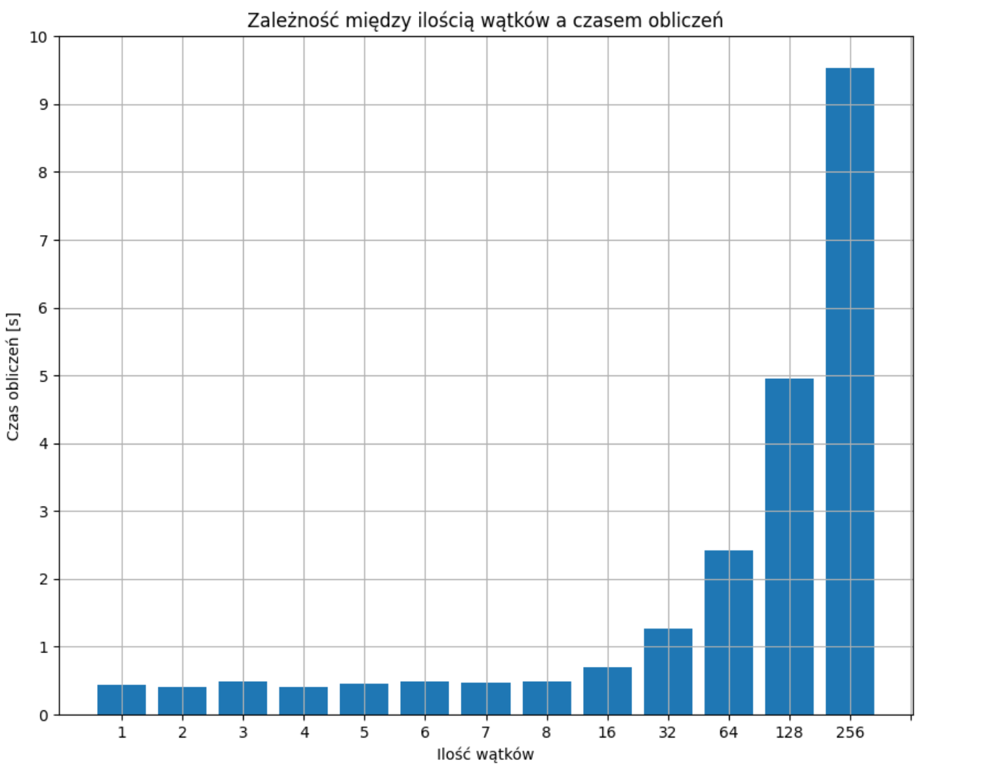 Zależność między ilością wątków a czasem obliczeń
10
9
8
7
6
5
4
3
2
1
0
Czas obliczeń [s]
1 2 3 4 5 6 7 8 16 32 64 128 256
Ilość wątków